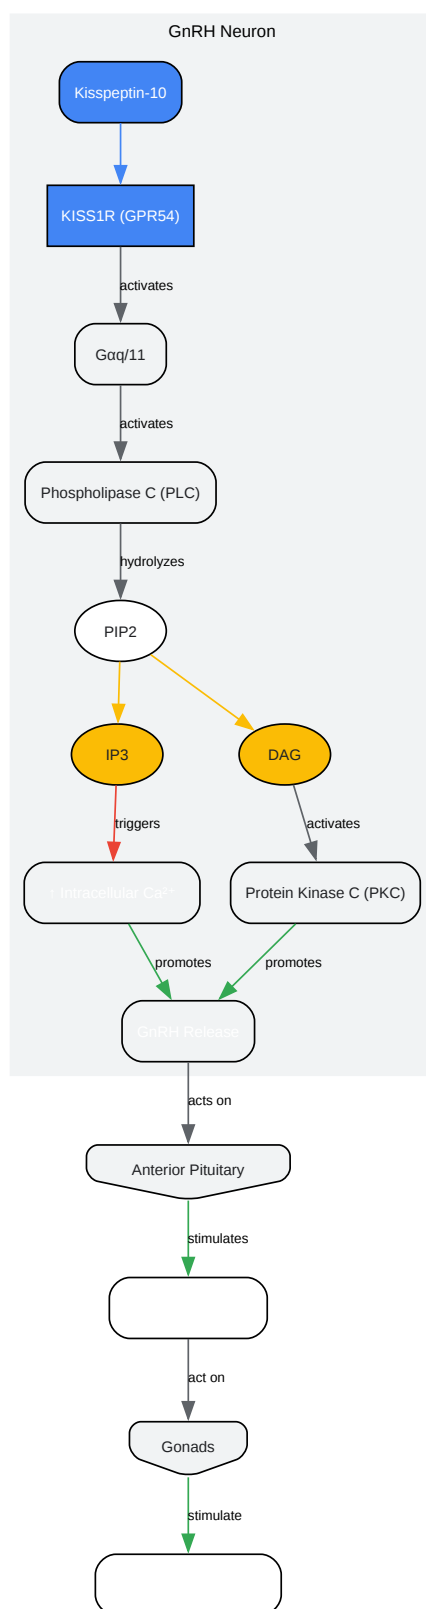 GnRH Neuron
Kisspeptin-10
KISS1R (GPR54)
activates
Gαq/11
activates
Phospholipase C (PLC)
hydrolyzes
PIP2
IP3
DAG
triggers
activates
↑ Intracellular Ca²⁺
Protein Kinase C (PKC)
promotes
promotes
GnRH Release
acts on
Anterior Pituitary
stimulates
act on
Gonads
stimulate